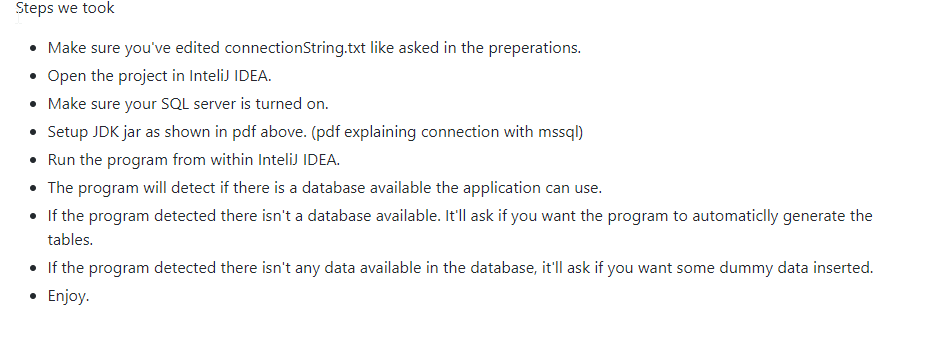 Steps we took
Make sure you've edited connectionString.txt like asked in the preperations.
Open the project in InteliJ IDEA.
Make sure your SQL server is turned on.
Setup JDK jar as shown in pdf above. (pdf explaining connection with mssql)
Run the program from within InteliJ IDEA.
The program will detect if there is a database available the application can use.
If the program detected there isn't a database available. It'll ask if you want the program to automaticlly generate the
tables.
If the program detected there isn't any data available in the database, it'll ask if you want some dummy data inserted.
Enjoy.